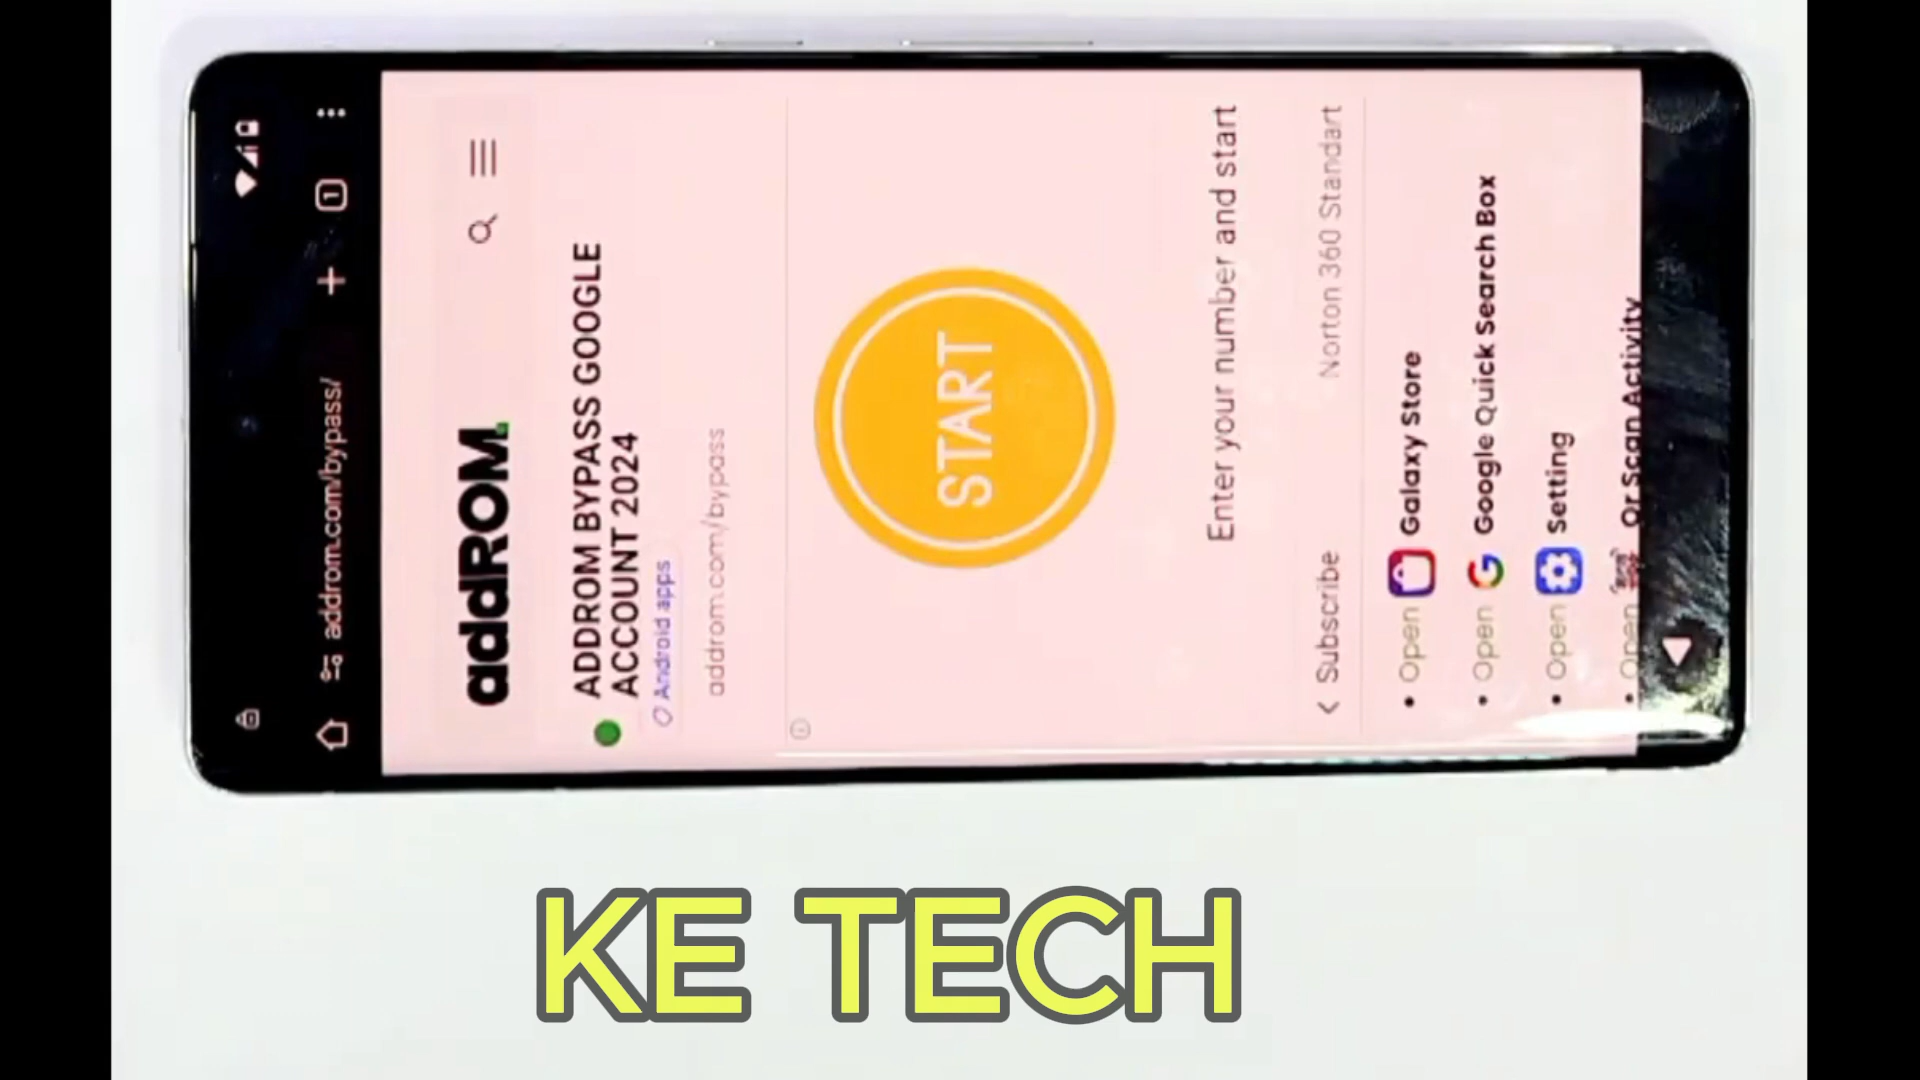 1
addrom.com/bypass/
addROM.
ADDROM BYPASS GOOGLE
ACCOUNT 2024
Android apps
addrom.com/bypass
START
Enter your number and start
Subscribe
Norton 360 Standart
• Open Galaxy Store
• Open Google Quick Search Box
• Open Setting
• Open Or Scan Activity
KE TECH